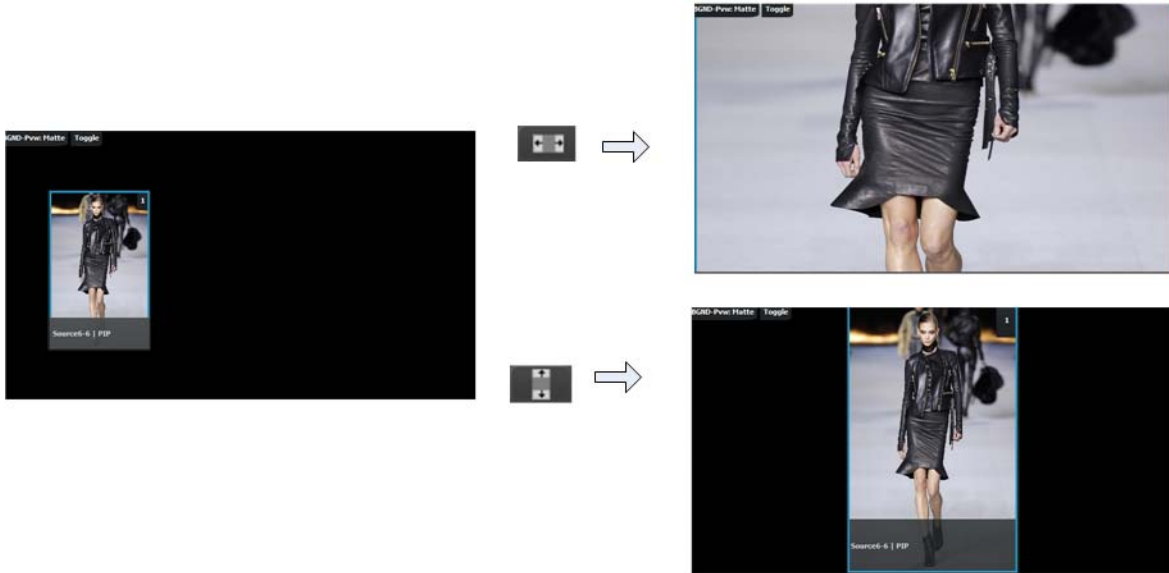 BGND-Pvw: Matte Toggle
1
Source6-6 | PIP
BGND-Pvw: Matte Toggle
BGND-Pvw: Matte Toggle
1
Source6-6 | PIP